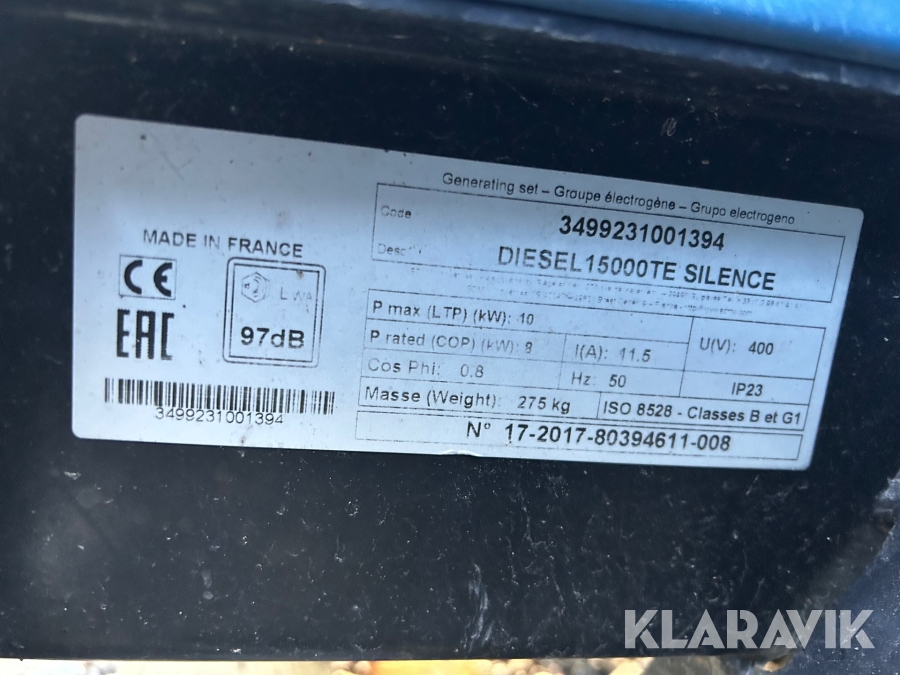 Generating set – Groupe électrogène – Grupo electrogeno
Code
3499231001394
DIESEL15000TE SILENCE
MADE IN FRANCE
CE
EAC
LWA
97dB
3499231001394
P max (LTP) (kW): 10
P rated (COP) (kW): 8
I(A): 11.5
U(V): 400
Cos Phi: 0.8
Hz: 50
IP23
Masse (Weight): 275 kg
ISO 8528 - Classes B et G1
N° 17-2017-80394611-008
KLARAVIK